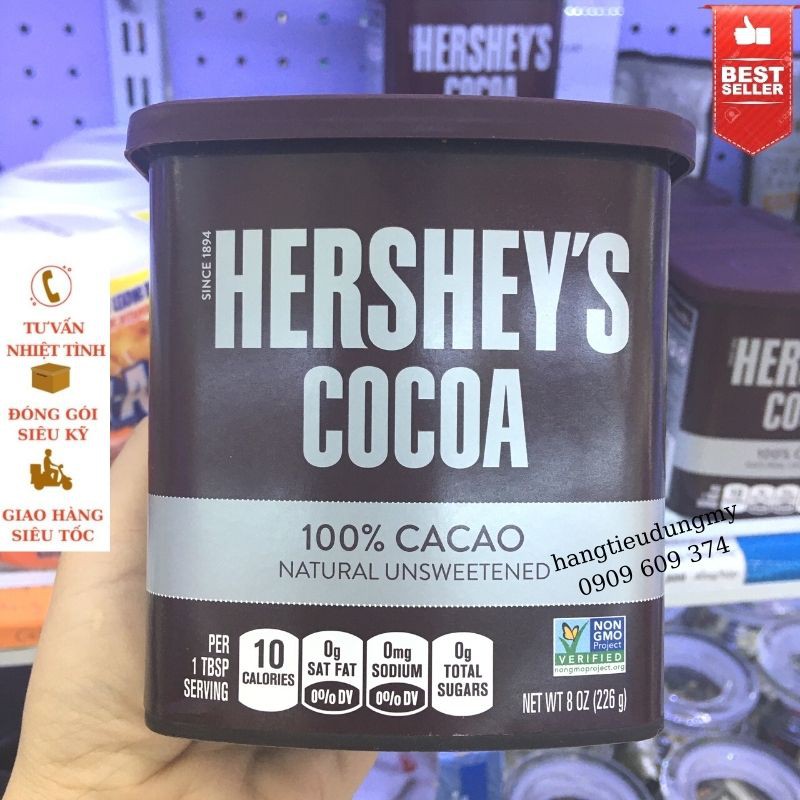 HERSHEY'S
COCOA
BEST
SELLER
SINCE 1894
HERSHEY'S
COCOA
100% CACAO
NATURAL UNSWEETENED
hangtieudungmy
0909 609 374
PER
1 TBSP
SERVING
10
CALORIES
0g
SAT FAT
0% DV
0mg
SODIUM
0% DV
0g
TOTAL
SUGARS
NON
GMO
Project
VERIFIED
nongmoproject.org
NET WT 8 OZ (226 g)
TƯ VẤN
NHIỆT TÌNH
ĐÓNG GÓI
SIÊU KỸ
GIAO HÀNG
SIÊU TỐC
HER
CO
100% C